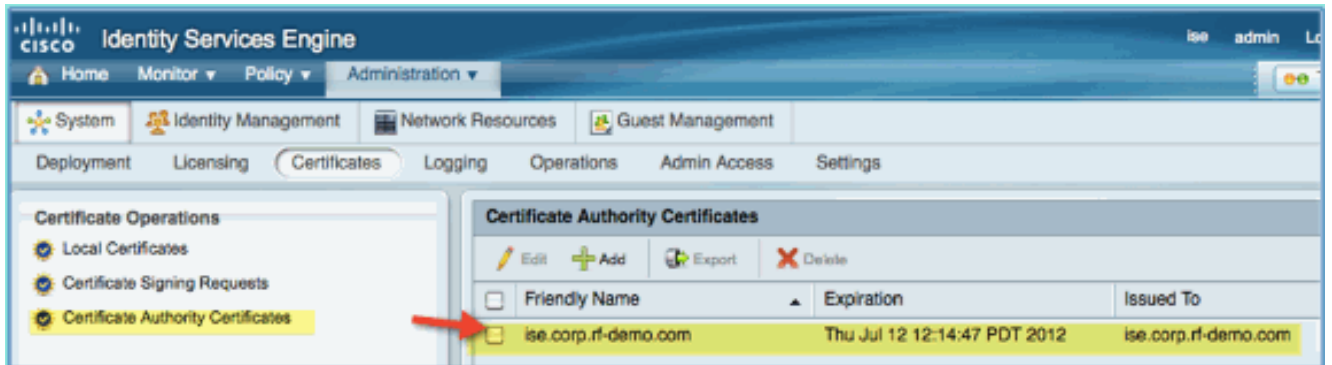 CISCO Identity Services Engine
ise admin
Home Monitor Policy Administration
System Identity Management Network Resources Guest Management
Deployment Licensing Certificates Logging Operations Admin Access Settings
Certificate Operations
Local Certificates
Certificate Signing Requests
Certificate Authority Certificates
Certificate Authority Certificates
Edit Add Export Delete
Friendly Name Expiration Issued To
ise.corp.rf-demo.com Thu Jul 12 12:14:47 PDT 2012 ise.corp.rf-demo.com